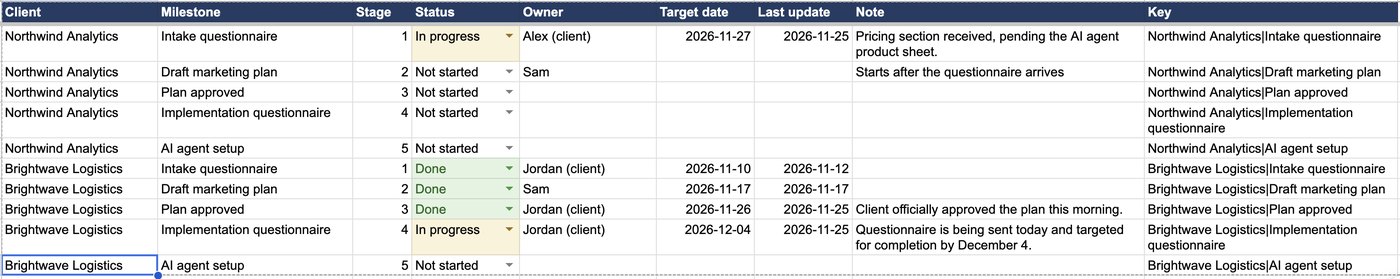 Client Milestone Stage Status Owner Target date Last update Note Key
Northwind Analytics Intake questionnaire 1 In progress Alex (client) 2026-11-27 2026-11-25 Pricing section received, pending the AI agent Northwind Analytics|Intake questionnaire
product sheet.
Northwind Analytics Draft marketing plan 2 Not started Sam Starts after the questionnaire arrives Northwind Analytics|Draft marketing plan
Northwind Analytics Plan approved 3 Not started Northwind Analytics|Plan approved
Northwind Analytics Implementation questionnaire 4 Not started Northwind Analytics|Implementation
questionnaire
Northwind Analytics AI agent setup 5 Not started Northwind Analytics|AI agent setup
Brightwave Logistics Intake questionnaire 1 Done Jordan (client) 2026-11-10 2026-11-12 Brightwave Logistics|Intake questionnaire
Brightwave Logistics Draft marketing plan 2 Done Sam 2026-11-17 2026-11-17 Brightwave Logistics|Draft marketing plan
Brightwave Logistics Plan approved 3 Done Jordan (client) 2026-11-26 2026-11-25 Client officially approved the plan this morning. Brightwave Logistics|Plan approved
Brightwave Logistics Implementation questionnaire 4 In progress Jordan (client) 2026-12-04 2026-11-25 Questionnaire is being sent today and targeted Brightwave Logistics|Implementation
for completion by December 4. questionnaire
Brightwave Logistics AI agent setup 5 Not started Brightwave Logistics|AI agent setup